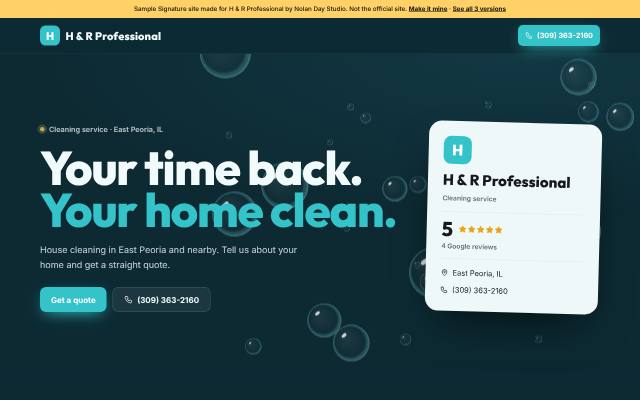 Sample Signature site made for H & R Professional by Nolan Day Studio. Not the official site. Make it mine · See all 3 versions
H H & R Professional
(309) 363-2160
Cleaning service · East Peoria, IL
Your time back.
Your home clean.
House cleaning in East Peoria and nearby. Tell us about your
home and get a straight quote.
Get a quote
(309) 363-2160
H
H & R Professional
Cleaning service
5
4 Google reviews
East Peoria, IL
(309) 363-2160